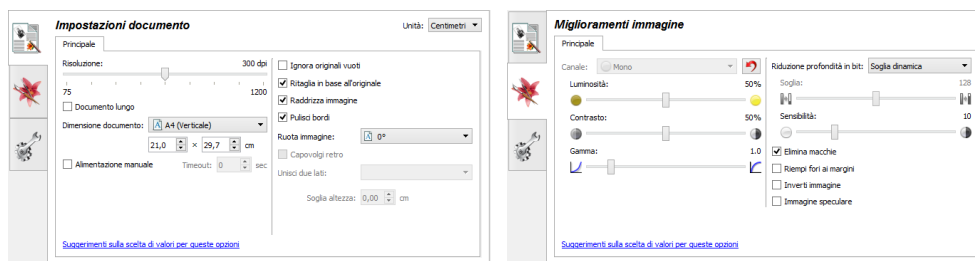 Impostazioni documento
Unità: Centimetri
Principale
Risoluzione: 300 dpi
75 1200
Documento lungo
Dimensione documento: A4 (Verticale)
21,0 × 29,7 cm
Alimentazione manuale Timeout: 0 sec
Ignora originali vuoti
Ritaglia in base all'originale
Raddrizza immagine
Pulisci bordi
Ruota immagine: 0°
Capovolgi retro
Unisci due lati:
Soglia altezza: 0,00 cm
Suggerimenti sulla scelta di valori per queste opzioni
Miglioramenti immagine
Principale
Canale: Mono
Luminosità: 50%
Contrasto: 50%
Gamma: 1.0
Riduzione profondità in bit: Soglia dinamica
Soglia: 128
Sensibilità: 10
Elimina macchie
Riempi fori ai margini
Inverti immagine
Immagine speculare
Suggerimenti sulla scelta di valori per queste opzioni